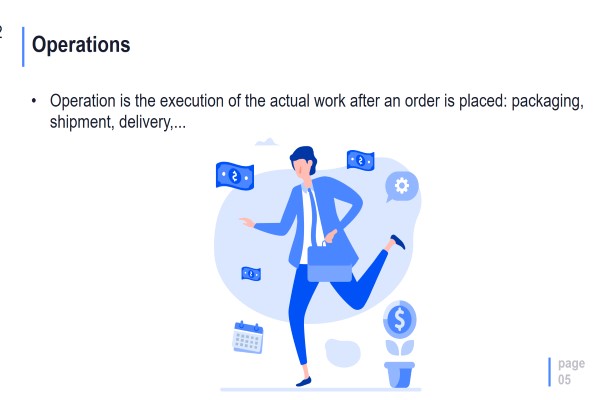 2
Operations
• Operation is the execution of the actual work after an order is placed: packaging,
shipment, delivery,...
$
page
05